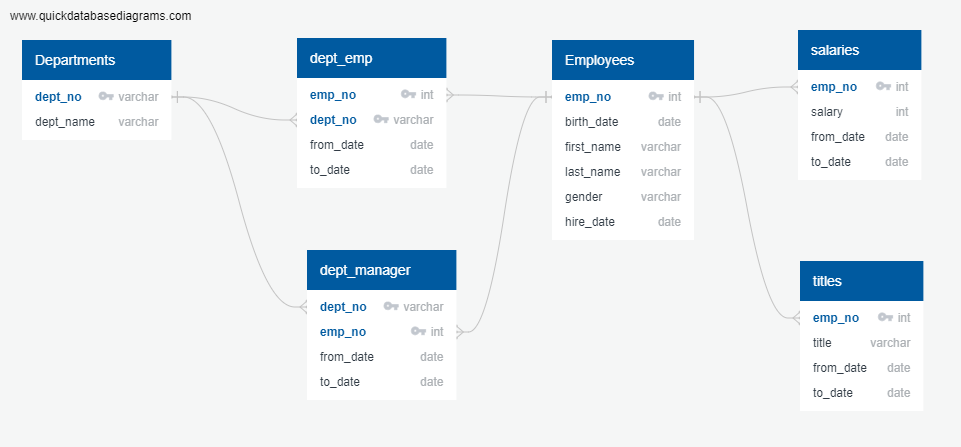 www.quickdatabasediagrams.com
Departments
dept_no varchar
dept_name varchar
dept_emp
emp_no int
dept_no varchar
from_date date
to_date date
dept_manager
dept_no varchar
emp_no int
from_date date
to_date date
Employees
emp_no int
birth_date date
first_name varchar
last_name varchar
gender varchar
hire_date date
salaries
emp_no int
salary int
from_date date
to_date date
titles
emp_no int
title varchar
from_date date
to_date date